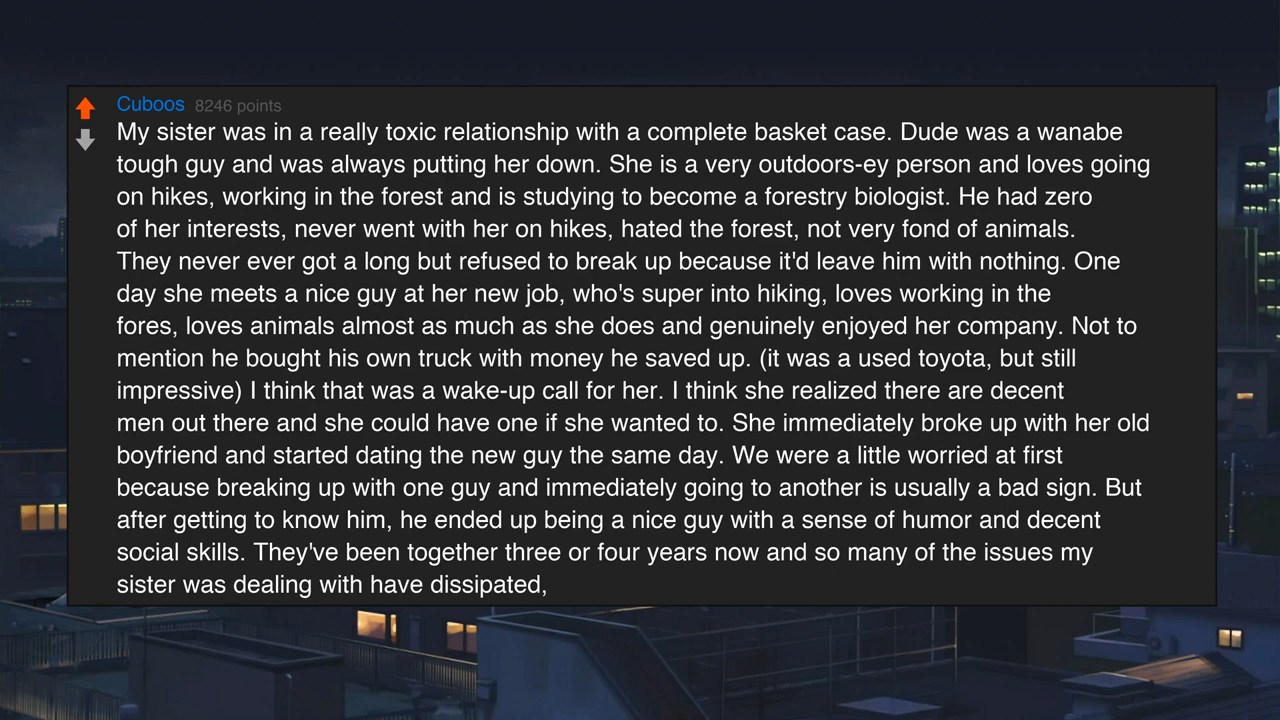 Cuboos 8246 points
My sister was in a really toxic relationship with a complete basket case. Dude was a wanabe
tough guy and was always putting her down. She is a very outdoors-ey person and loves going
on hikes, working in the forest and is studying to become a forestry biologist. He had zero
of her interests, never went with her on hikes, hated the forest, not very fond of animals.
They never ever got a long but refused to break up because it'd leave him with nothing. One
day she meets a nice guy at her new job, who's super into hiking, loves working in the
fores, loves animals almost as much as she does and genuinely enjoyed her company. Not to
mention he bought his own truck with money he saved up. (it was a used toyota, but still
impressive) I think that was a wake-up call for her. I think she realized there are decent
men out there and she could have one if she wanted to. She immediately broke up with her old
boyfriend and started dating the new guy the same day. We were a little worried at first
because breaking up with one guy and immediately going to another is usually a bad sign. But
after getting to know him, he ended up being a nice guy with a sense of humor and decent
social skills. They've been together three or four years now and so many of the issues my
sister was dealing with have dissipated,